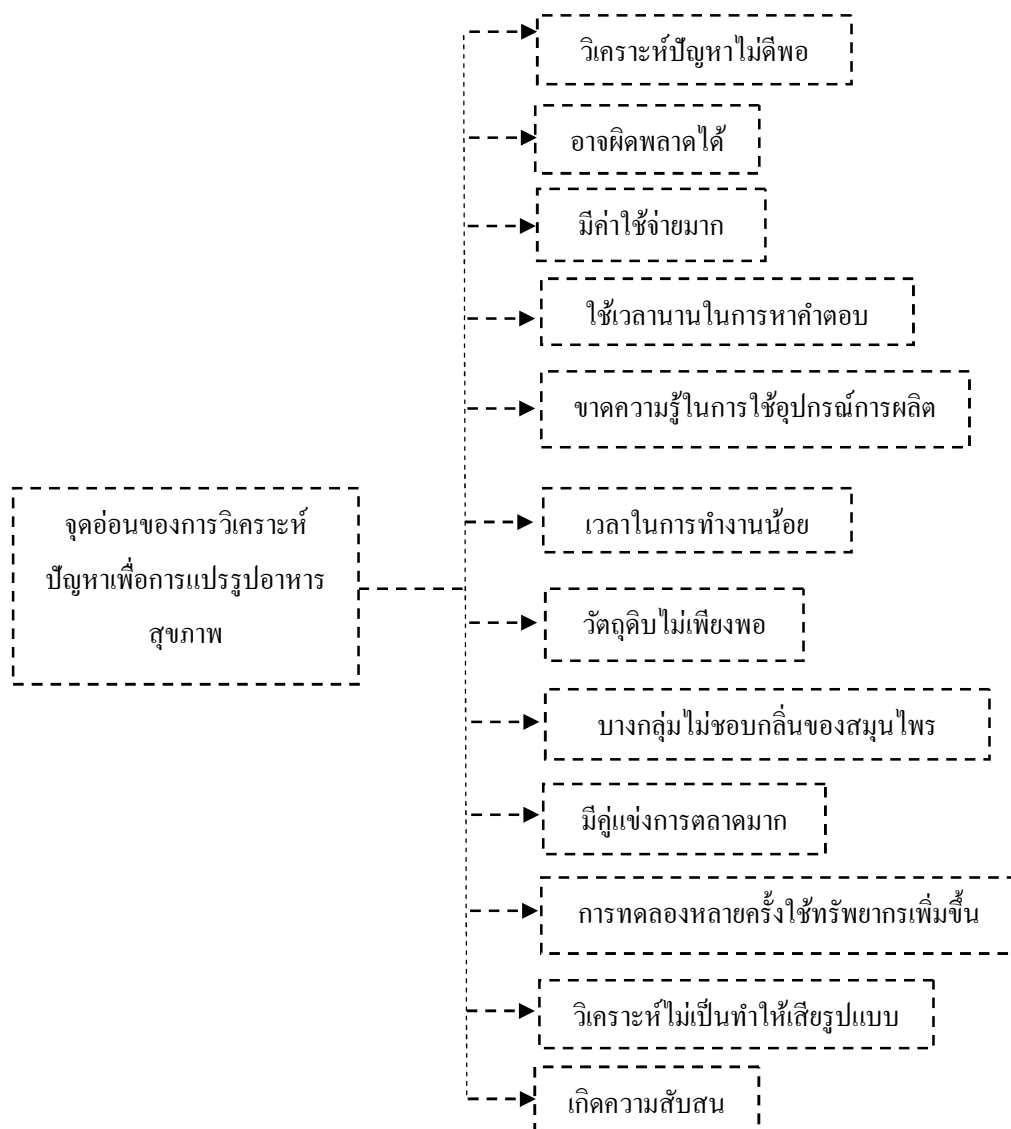 วิเคราะห์ปัญหาไม่ดีพอ
อาจผิดพลาดได้
มีค่าใช้จ่ายมาก
ใช้เวลานานในการหาคำตอบ
ขาดความรู้ในการใช้อุปกรณ์การผลิต
จุดอ่อนของการวิเคราะห์
ปัญหาเพื่อการแปรรูปอาหาร
สุขภาพ
เวลาในการทำงานน้อย
วัตถุดิบไม่เพียงพอ
บางกลุ่มไม่ชอบกลิ่นของสมุนไพร
มีคู่แข่งการตลาดมาก
การทดลองหลายครั้งใช้ทรัพยากรเพิ่มขึ้น
วิเคราะห์ไม่เป็นทำให้เสียรูปแบบ
เกิดความสับสน